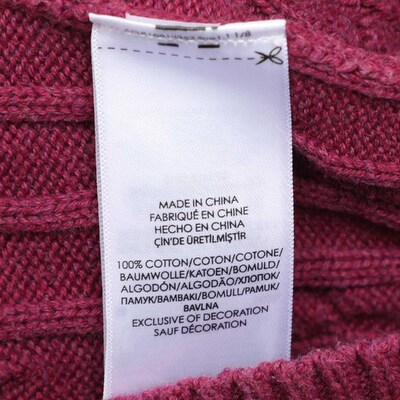 MADE IN CHINA
FABRIQUÉ EN CHINE
HECHO EN CHINA
ÇİN'DE ÜRETİLMİŞTİR
100% COTTON/COTON/COTONE/
BAUMWOLLE/KATOEN/BOMULD/
ALGODÓN/ALGODÃO/ХЛОПОК/
ПАМУК/ΒΑΜΒΑΚΙ/BOMULL/PAMUK/
BAVLNA
EXCLUSIVE OF DECORATION
SAUF DÉCORATION